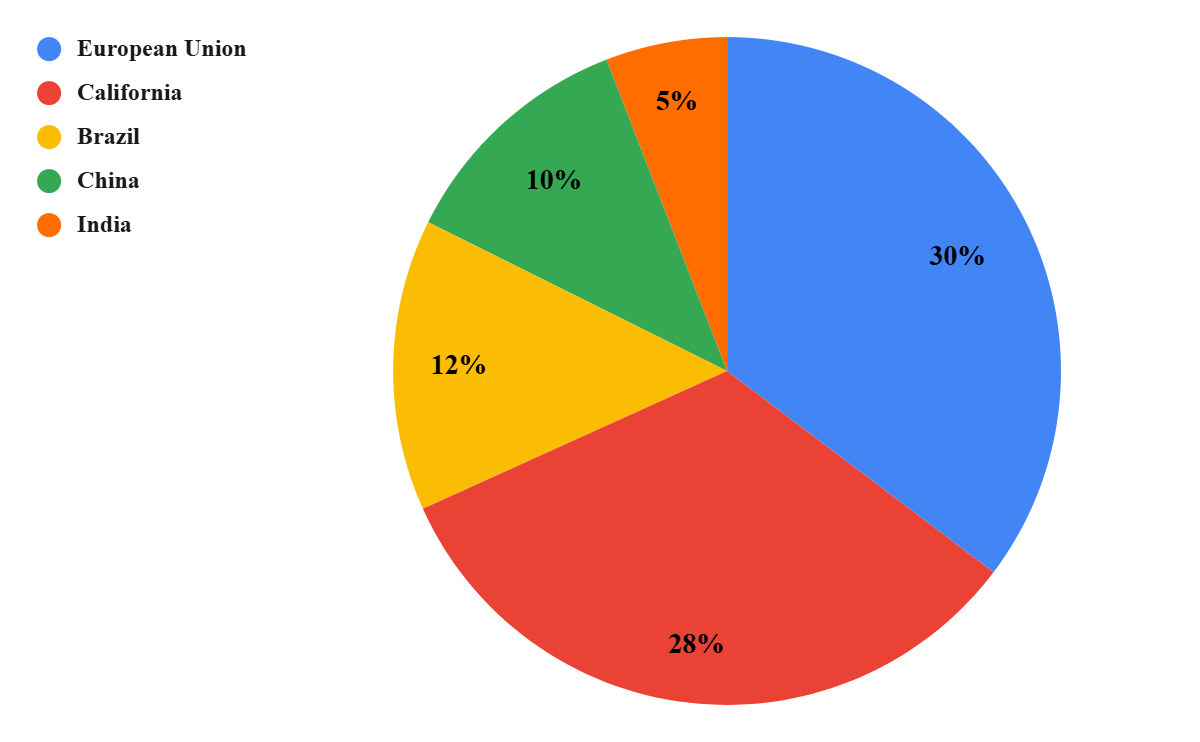 European Union
California
Brazil
China
India
5%
10%
30%
12%
28%